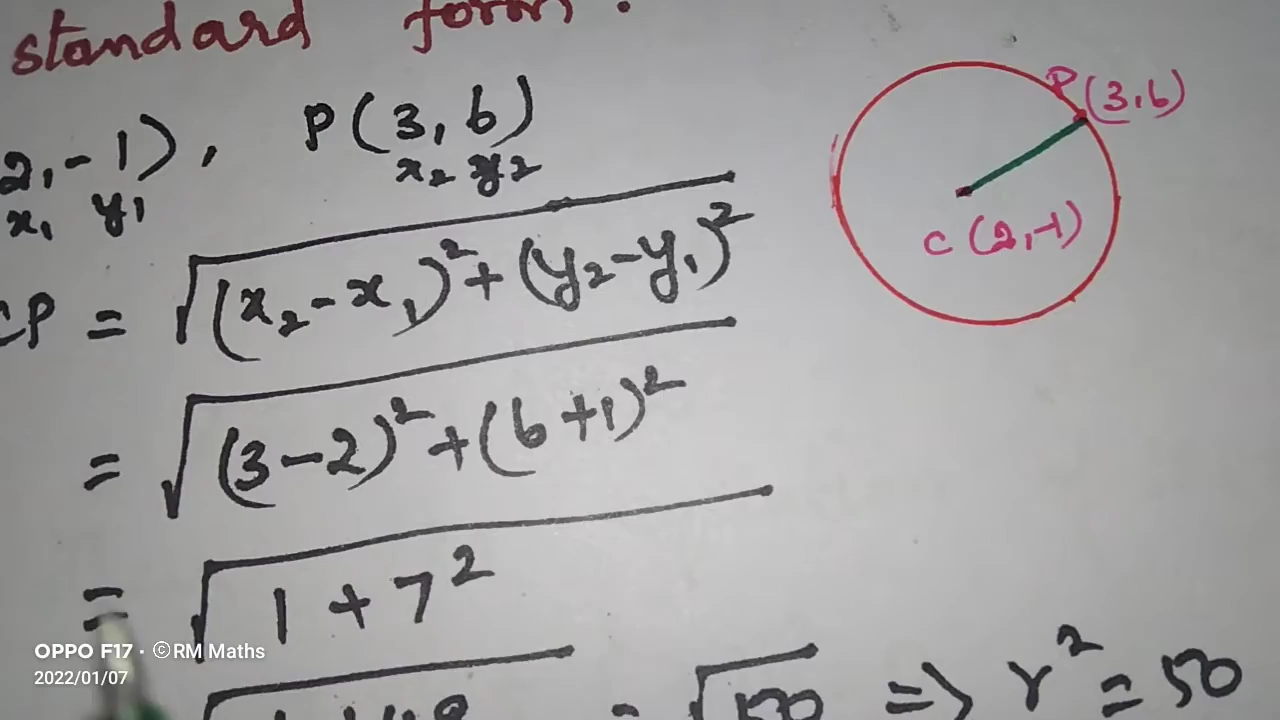 standard form.
2, -1), P(3, 6)
x₁ y₁ x₂ y₂
P(3,6)
C (2,-1)
CP = √(x₂-x₁)² + (y₂-y₁)²
= √(3-2)² + (6+1)²
= √1 + 7²
= √50 => r² = 50
OPPO F17 · ©RM Maths
2022/01/07